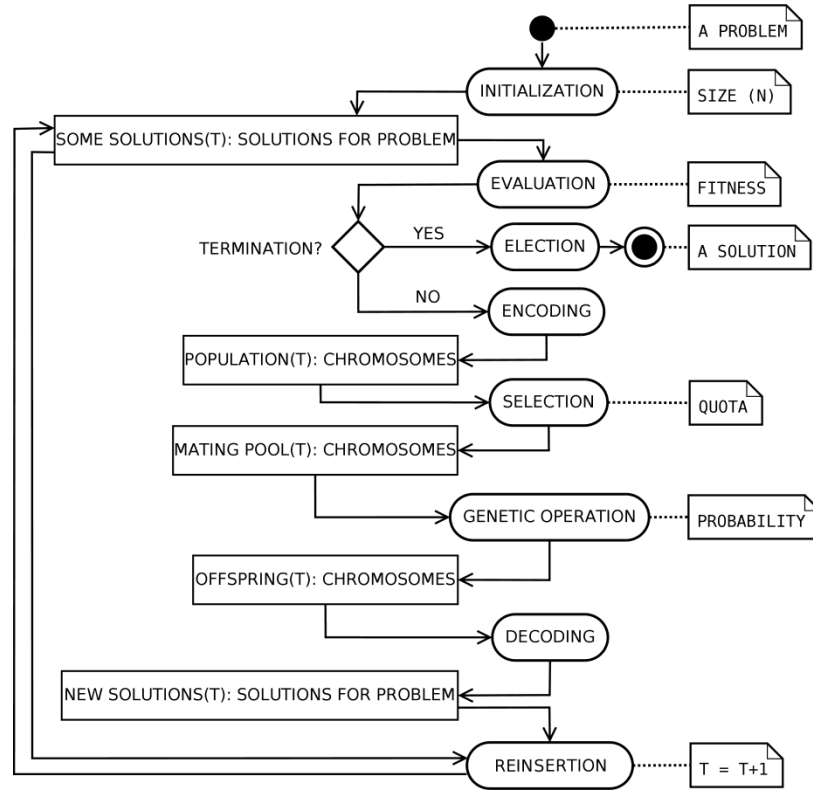 A PROBLEM
INITIALIZATION
SIZE (N)
SOME SOLUTIONS(T): SOLUTIONS FOR PROBLEM
EVALUATION
FITNESS
TERMINATION?
YES
ELECTION
A SOLUTION
NO
ENCODING
POPULATION(T): CHROMOSOMES
SELECTION
QUOTA
MATING POOL(T): CHROMOSOMES
GENETIC OPERATION
PROBABILITY
OFFSPRING(T): CHROMOSOMES
DECODING
NEW SOLUTIONS(T): SOLUTIONS FOR PROBLEM
REINSERTION
T = T+1